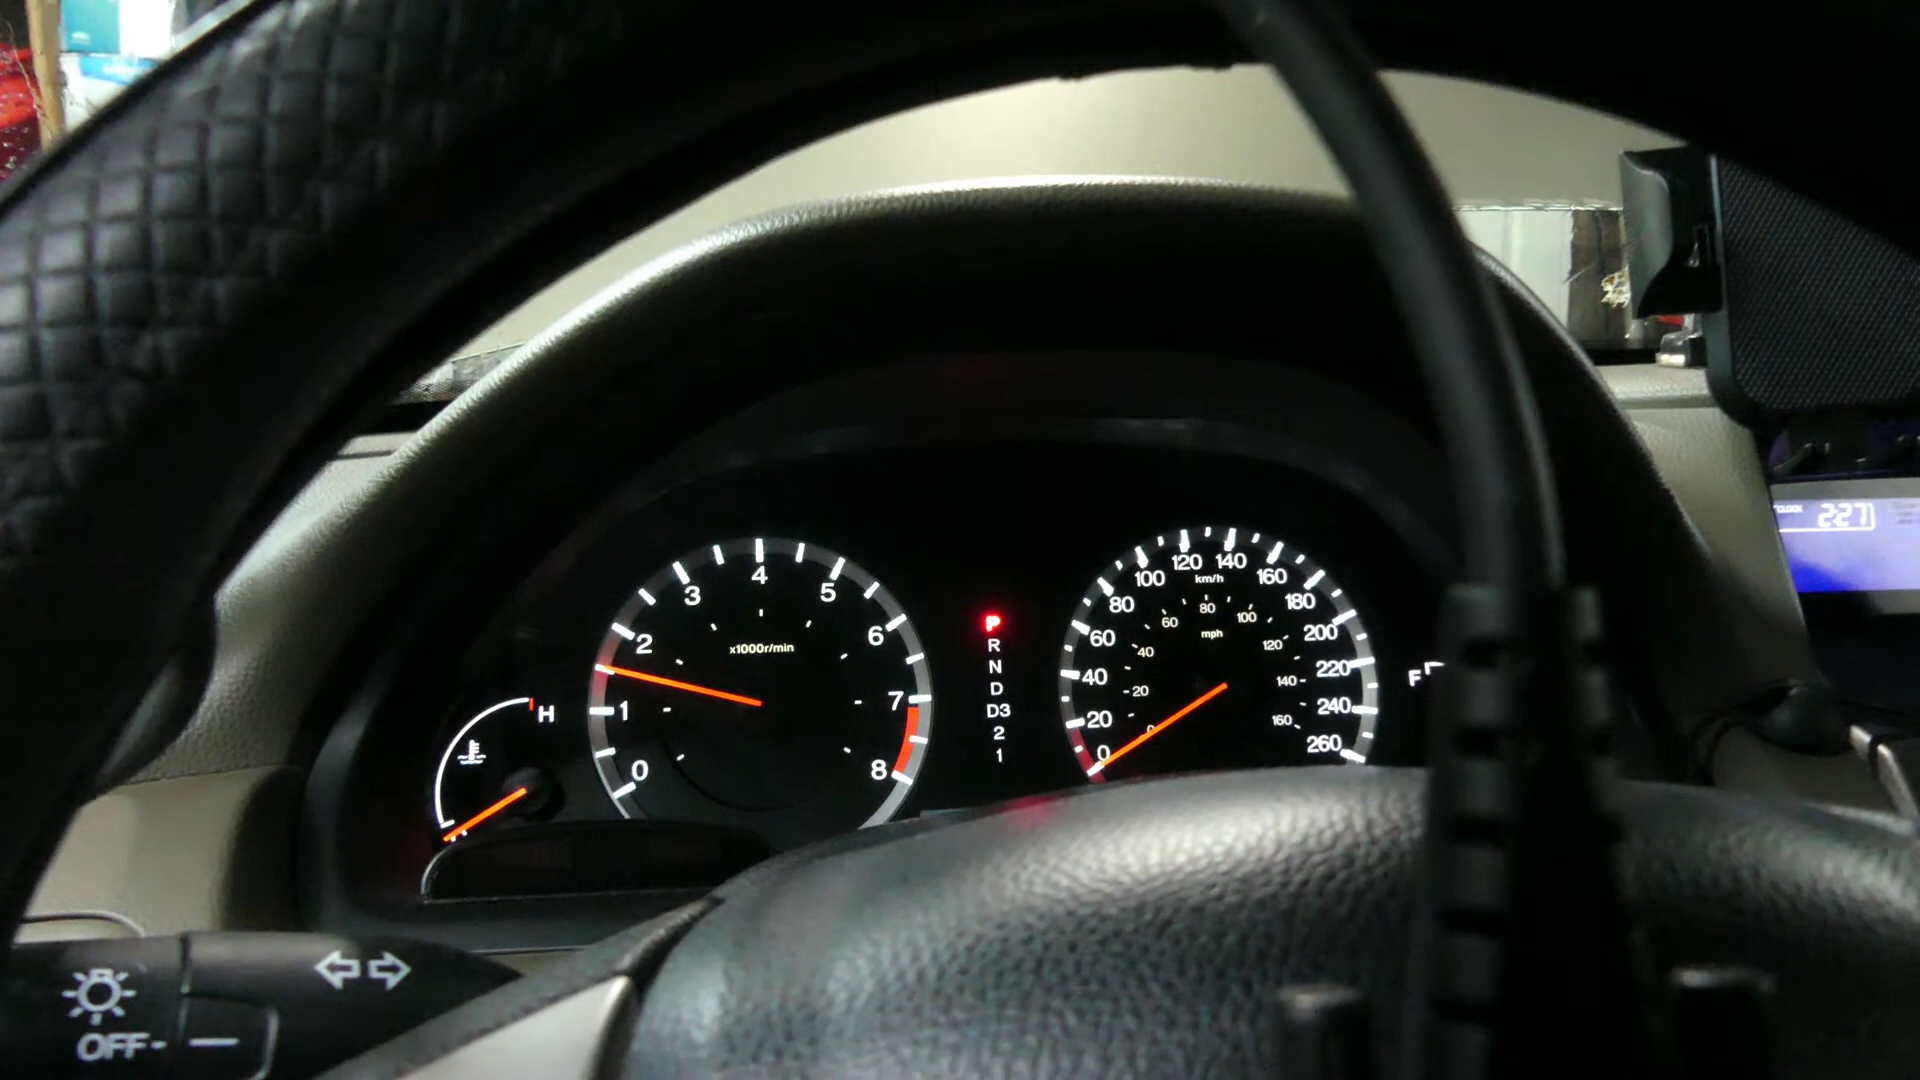 CLOCK 2:27
4
3 5
2 6
x1000r/min
1 7
0 8
H
P
R
N
D
D3
2
1
120 140
100 160
km/h
80 180
60 200
40 220
20 240
0 260
80
60 100
mph
40 120
20 140
0 160
F
OFF